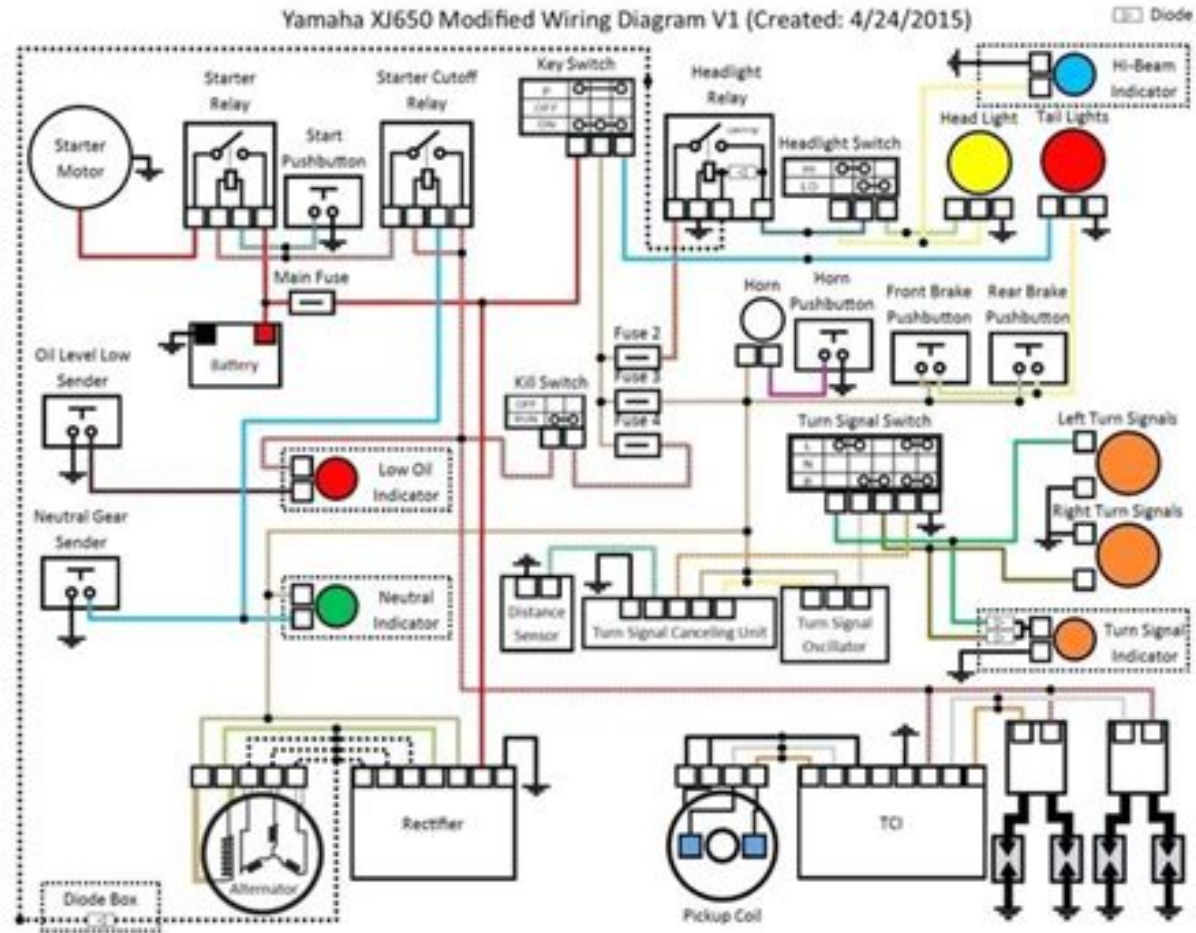 Yamaha XJ650 Modified Wiring Diagram V1 (Created: 4/24/2015)
Diode
Starter
Relay
Starter Cutoff
Relay
Key Switch
P
OFF
ON
Headlight
Relay
Hi-Beam
Indicator
Starter
Motor
Start
Pushbutton
Headlight Switch
HI
LO
Head Light
Tail Lights
Main Fuse
Battery
Horn
Horn
Pushbutton
Front Brake
Pushbutton
Rear Brake
Pushbutton
Fuse 2
Fuse 3
Fuse 4
Oil Level Low
Sender
Kill Switch
OFF
RUN
Turn Signal Switch
L
N
R
Left Turn Signals
Low Oil
Indicator
Right Turn Signals
Neutral Gear
Sender
Neutral
Indicator
Distance
Sensor
Turn Signal Canceling Unit
Turn Signal
Oscillator
Turn Signal
Indicator
Rectifier
TCI
Alternator
Diode Box
Pickup Coil